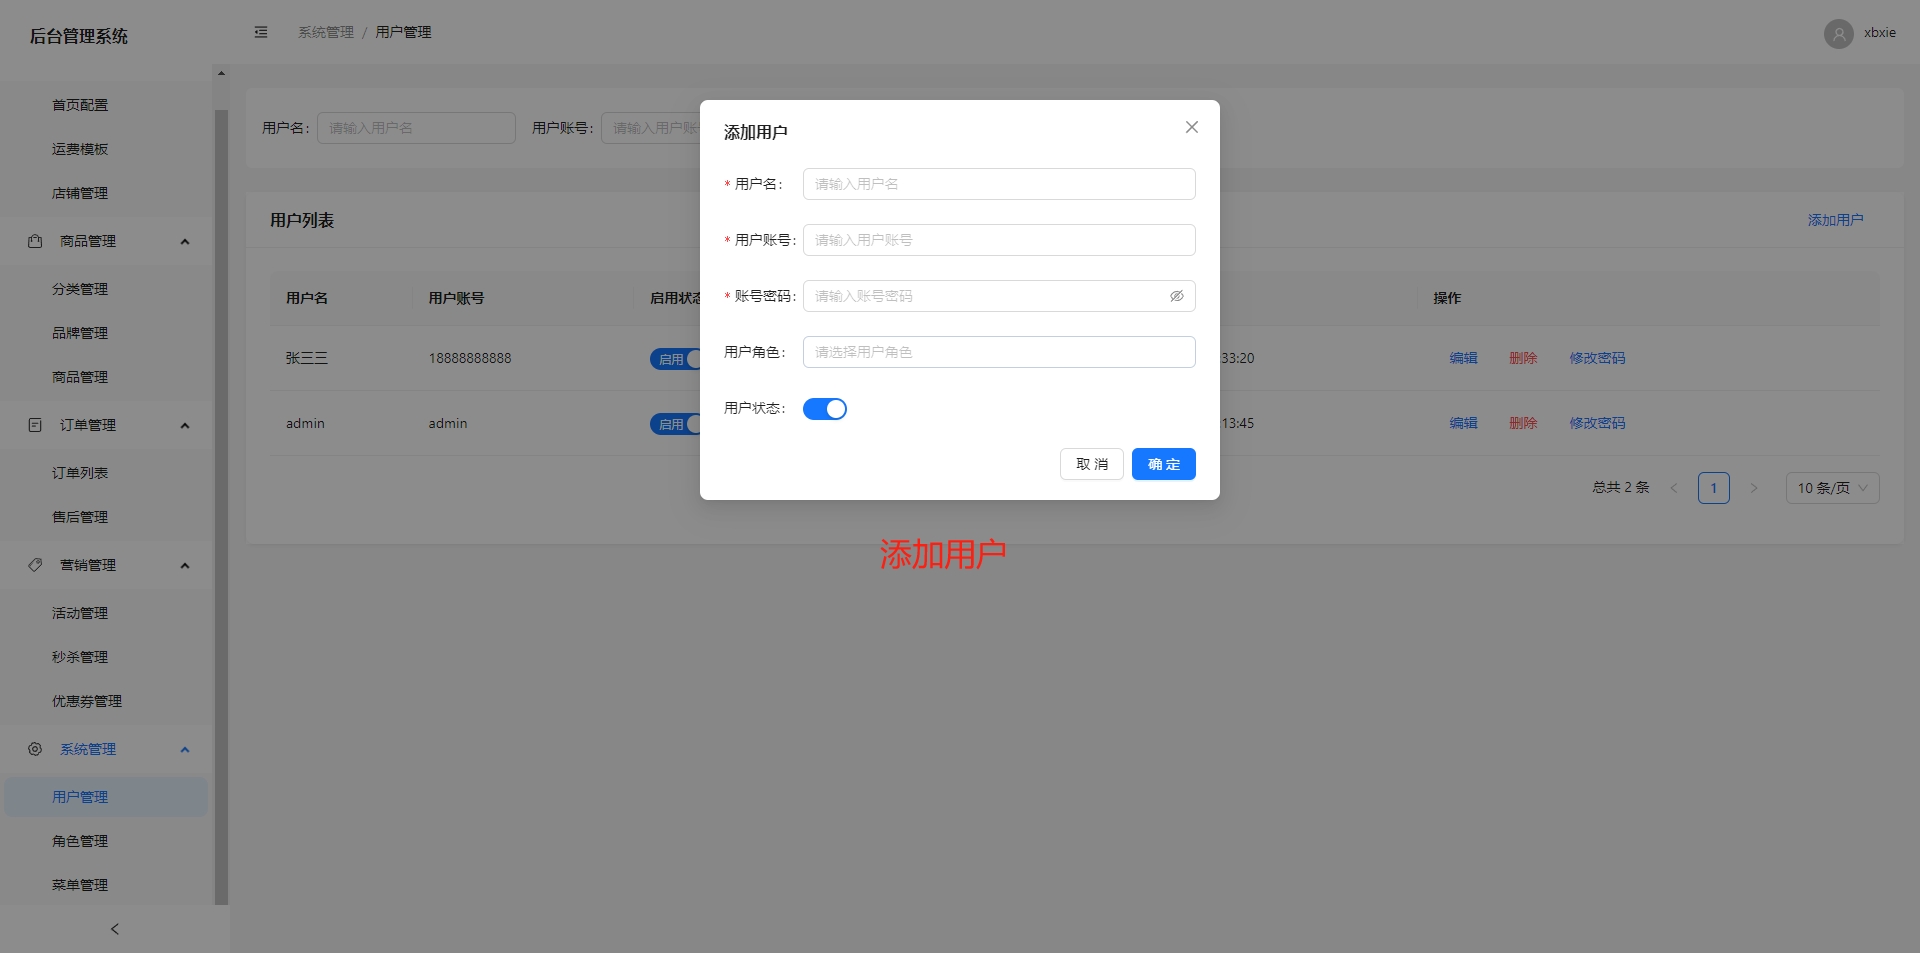 后台管理系统
系统管理 / 用户管理
xbxie
首页配置
运费模板
店铺管理
商品管理
分类管理
品牌管理
商品管理
订单管理
订单列表
售后管理
营销管理
活动管理
秒杀管理
优惠券管理
系统管理
用户管理
角色管理
菜单管理
用户名: 请输入用户名 用户账号: 请输入用户账
用户列表 添加用户
用户名 用户账号 启用状态 操作
张三三 18888888888 启用 33:20 编辑 删除 修改密码
admin admin 启用 13:45 编辑 删除 修改密码
总共 2 条 < 1 > 10 条/页
添加用户
* 用户名: 请输入用户名
* 用户账号: 请输入用户账号
* 账号密码: 请输入账号密码
用户角色: 请选择用户角色
用户状态:
取 消 确 定
添加用户